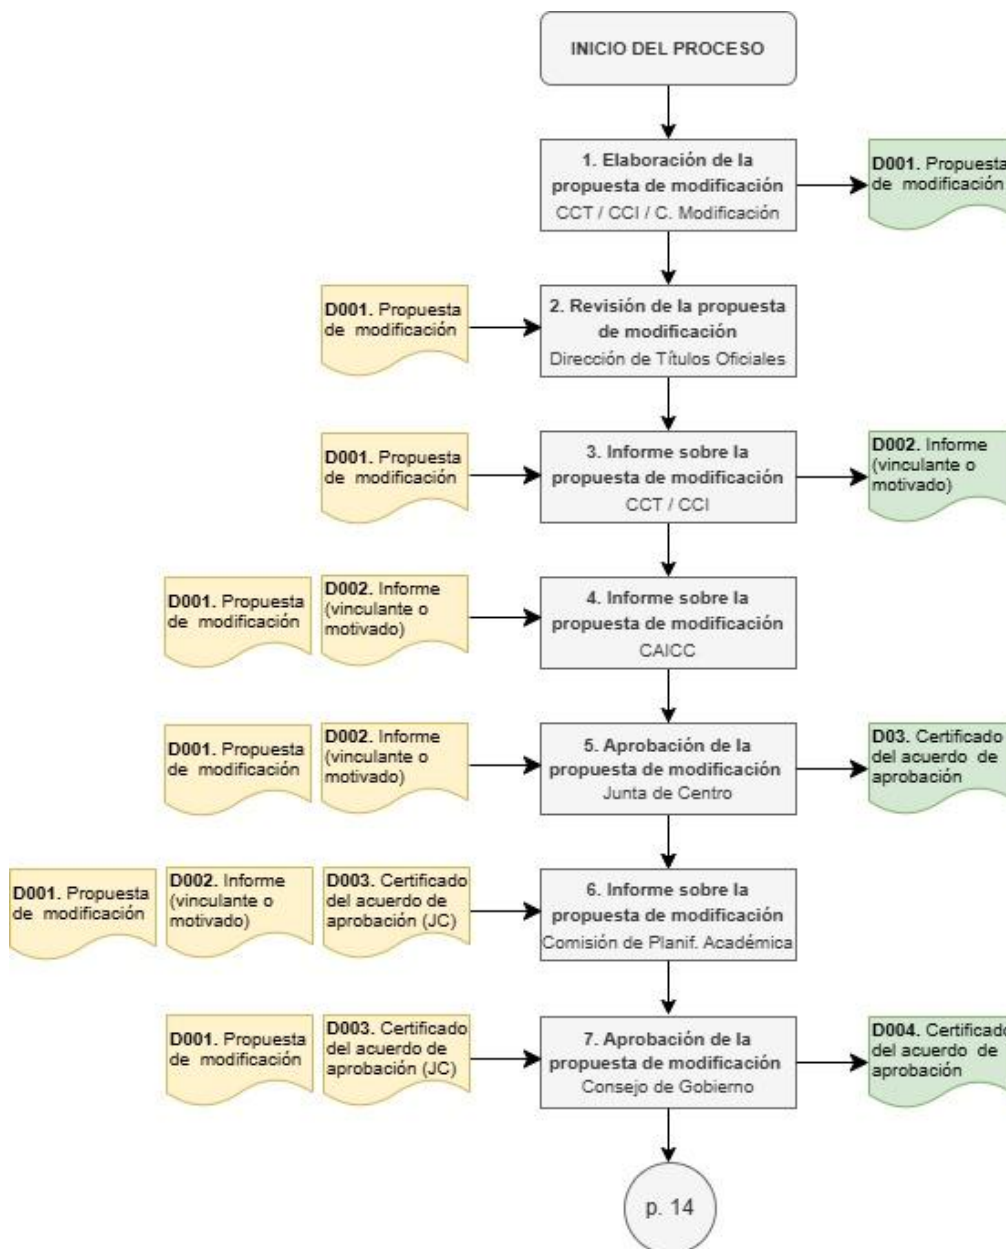 INICIO DEL PROCESO
1. Elaboración de la
propuesta de modificación
CCT / CCI / C. Modificación
D001. Propuesta
de modificación
D001. Propuesta
de modificación
2. Revisión de la propuesta
de modificación
Dirección de Títulos Oficiales
D001. Propuesta
de modificación
3. Informe sobre la
propuesta de modificación
CCT / CCI
D002. Informe
(vinculante o
motivado)
D001. Propuesta
de modificación
D002. Informe
(vinculante o
motivado)
4. Informe sobre la
propuesta de modificación
CAICC
D001. Propuesta
de modificación
D002. Informe
(vinculante o
motivado)
5. Aprobación de la
propuesta de modificación
Junta de Centro
D03. Certificado
del acuerdo de
aprobación
D001. Propuesta
de modificación
D002. Informe
(vinculante o
motivado)
D003. Certificado
del acuerdo de
aprobación (JC)
6. Informe sobre la
propuesta de modificación
Comisión de Planif. Académica
D001. Propuesta
de modificación
D003. Certificado
del acuerdo de
aprobación (JC)
7. Aprobación de la
propuesta de modificación
Consejo de Gobierno
D004. Certificado
del acuerdo de
aprobación
p. 14